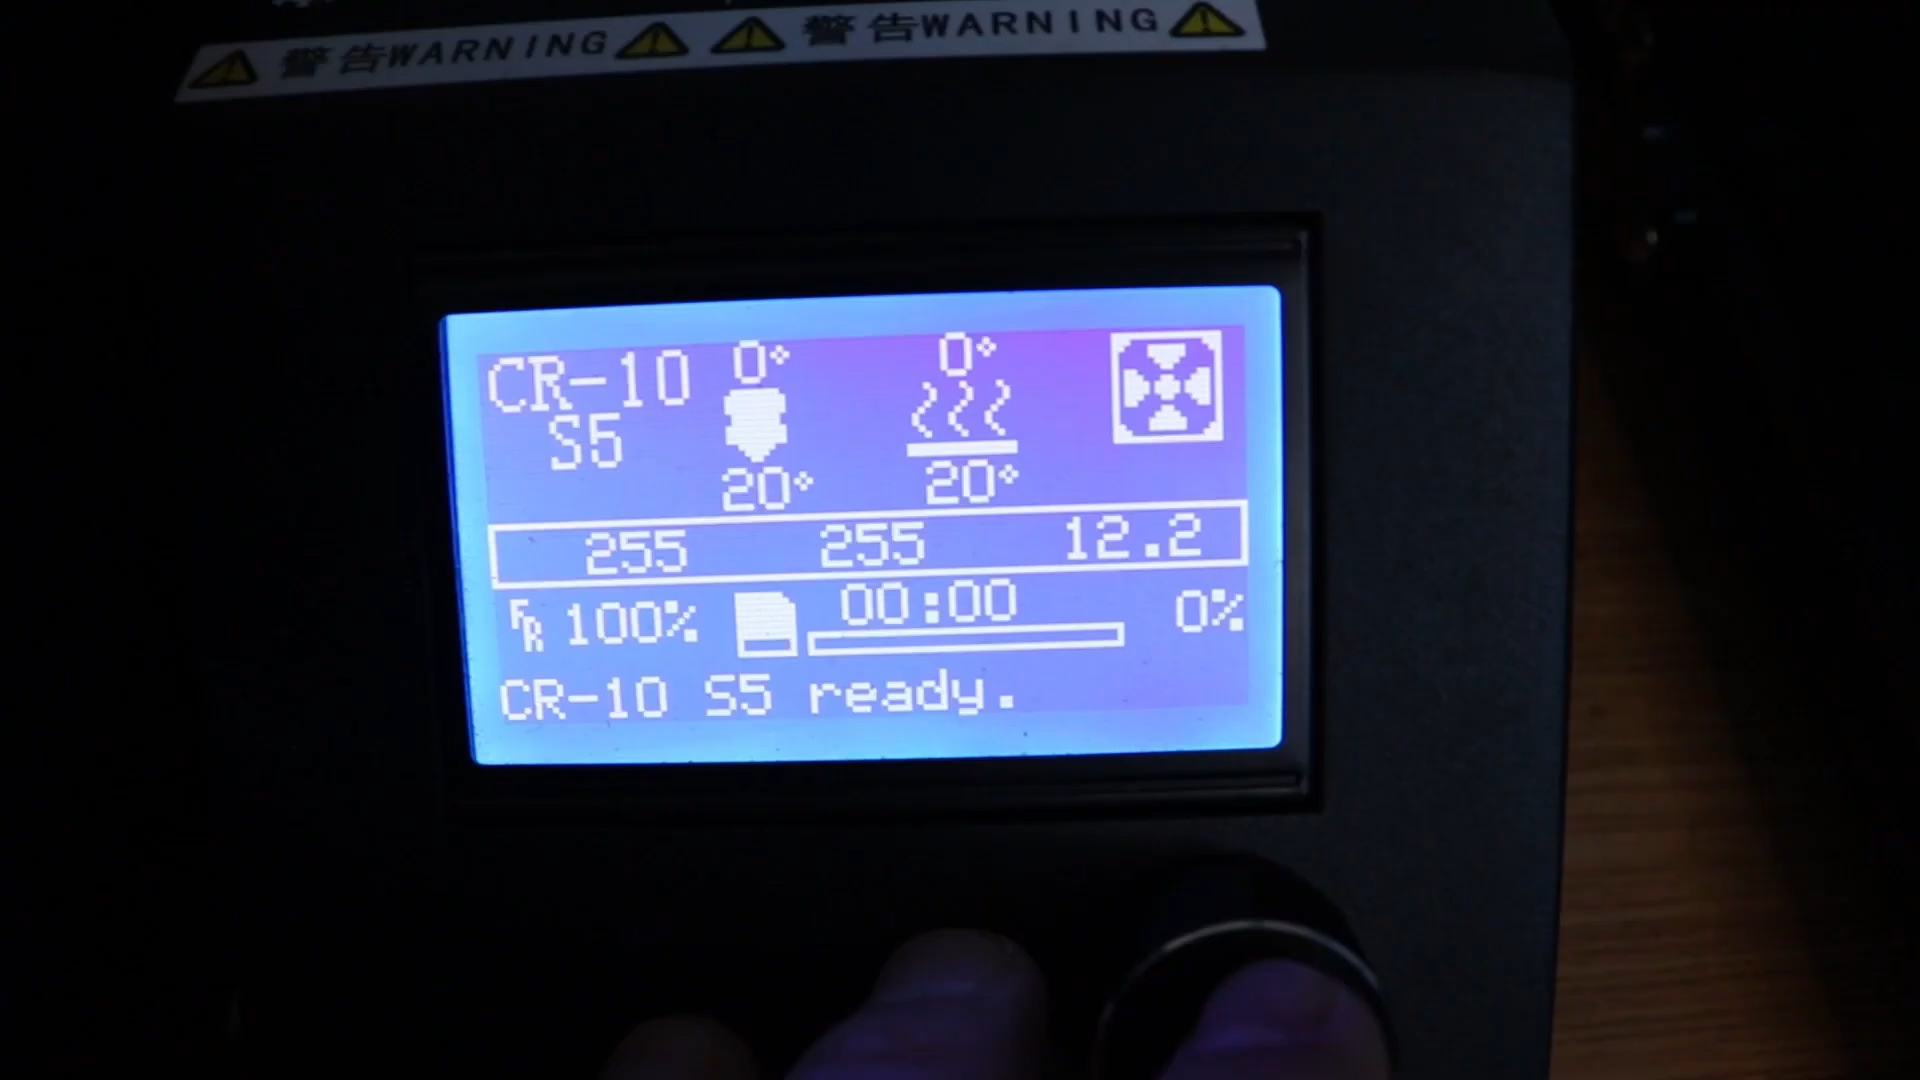 警告WARNING 警告WARNING
CR-10 0° 0°
S5
20° 20°
255 255 12.2
FR 100% 00:00 0%
CR-10 S5 ready.